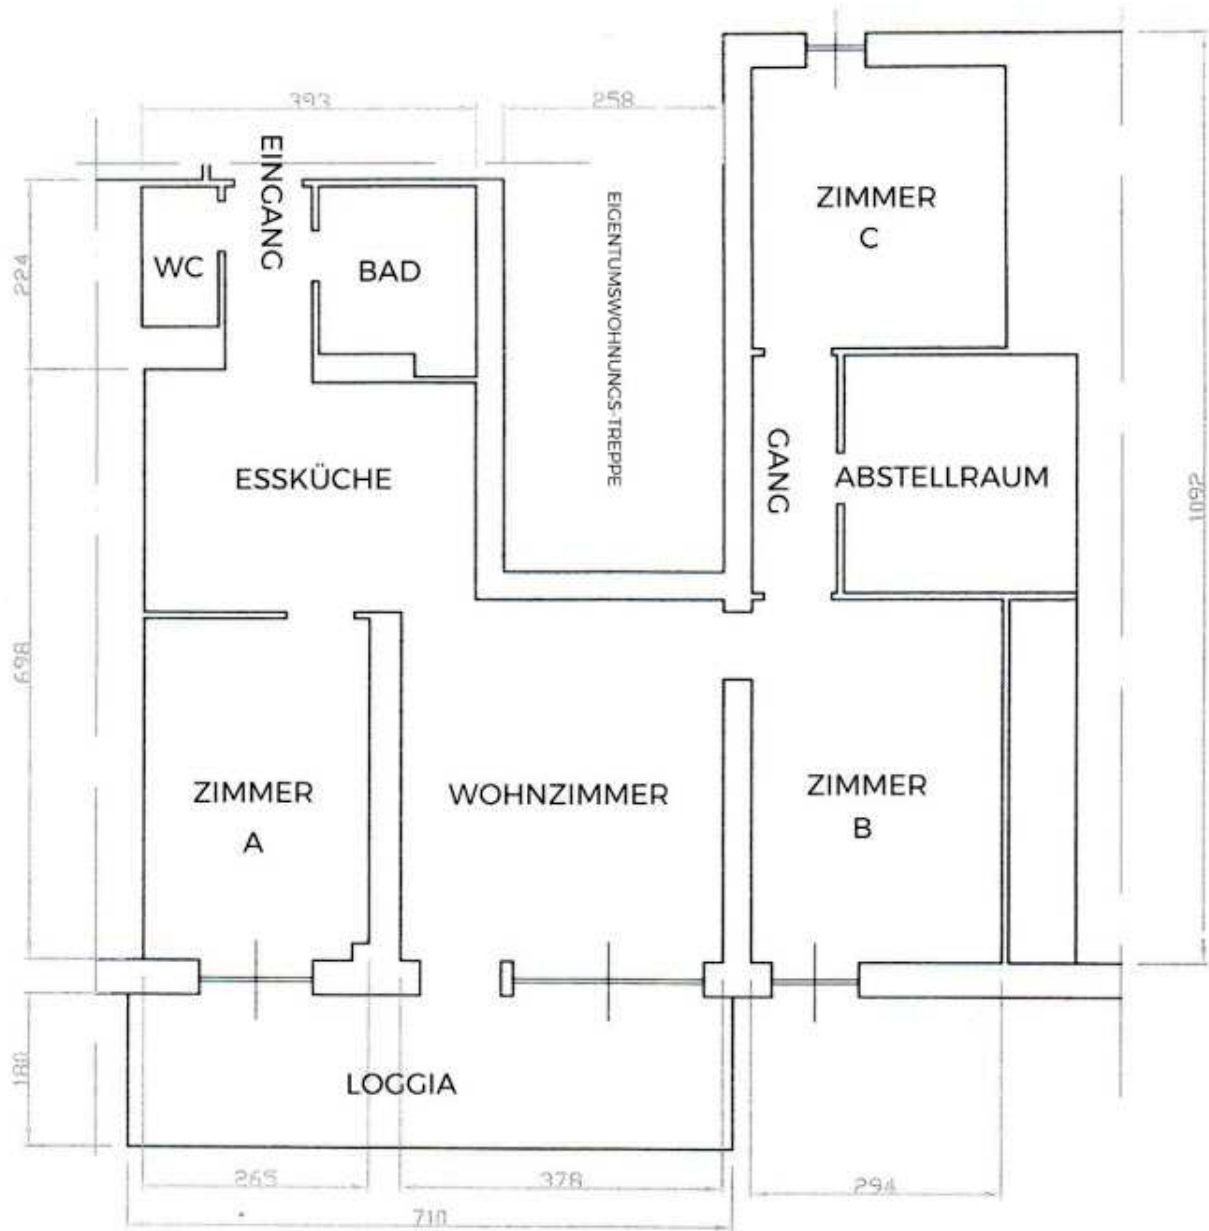 393
258
EINGANG
ZIMMER
C
EIGENTUMSWOHNUNGS-TREPPE
WC
BAD
224
GANG
ESSKÜCHE
ABSTELLRAUM
1092
698
ZIMMER
A
WOHNZIMMER
ZIMMER
B
180
LOGGIA
265
378
294
710